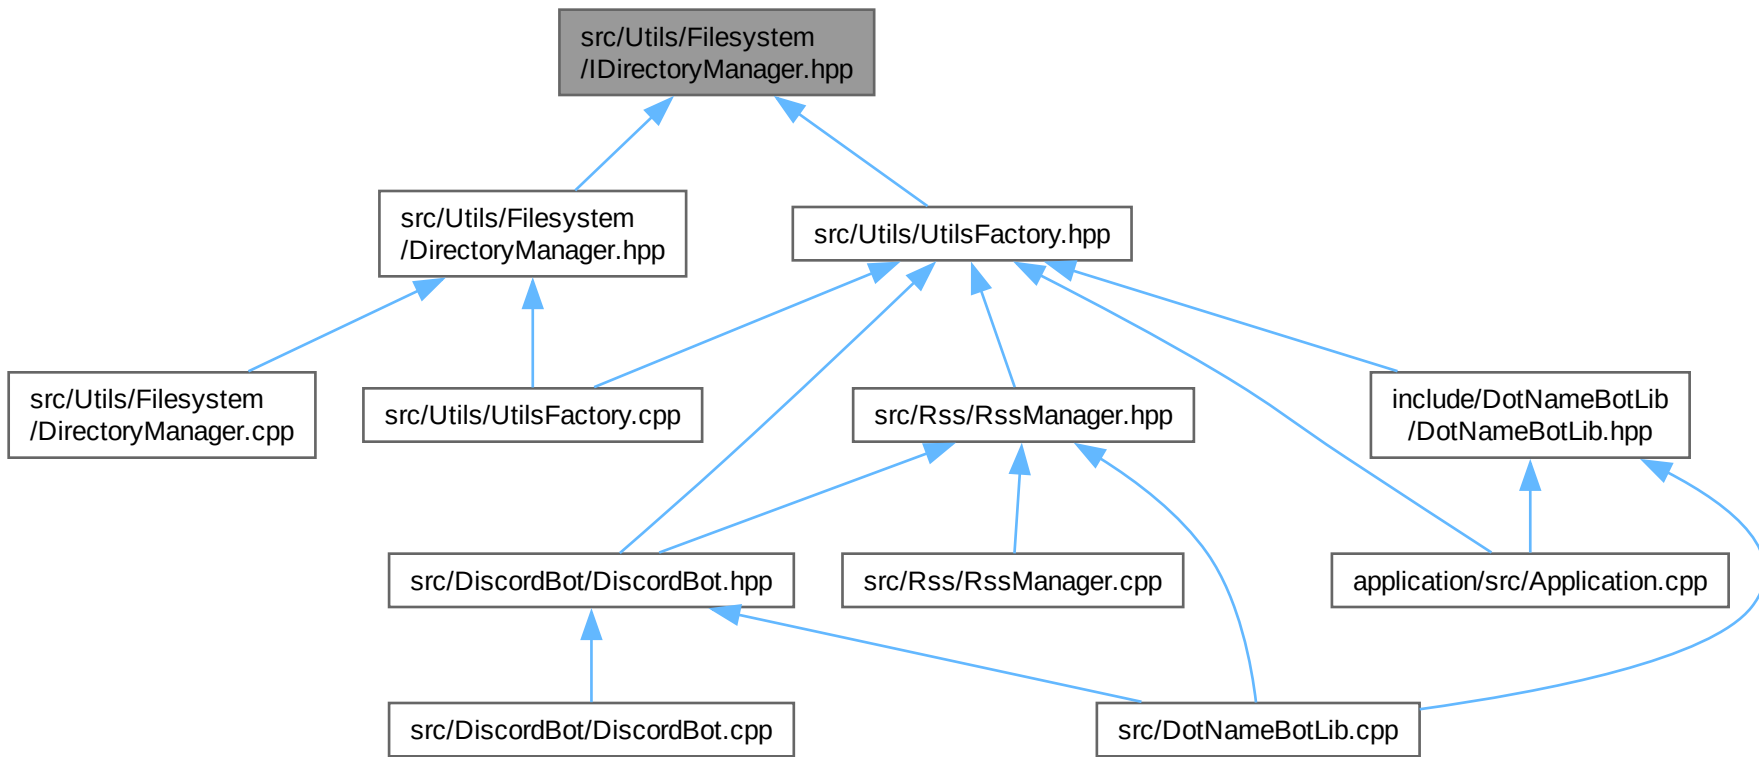 src/Utils/Filesystem
/IDirectoryManager.hpp
src/Utils/Filesystem
/DirectoryManager.hpp
src/Utils/UtilsFactory.hpp
src/Utils/Filesystem
/DirectoryManager.cpp
src/Utils/UtilsFactory.cpp
src/Rss/RssManager.hpp
include/DotNameBotLib
/DotNameBotLib.hpp
src/DiscordBot/DiscordBot.hpp
src/Rss/RssManager.cpp
application/src/Application.cpp
src/DiscordBot/DiscordBot.cpp
src/DotNameBotLib.cpp